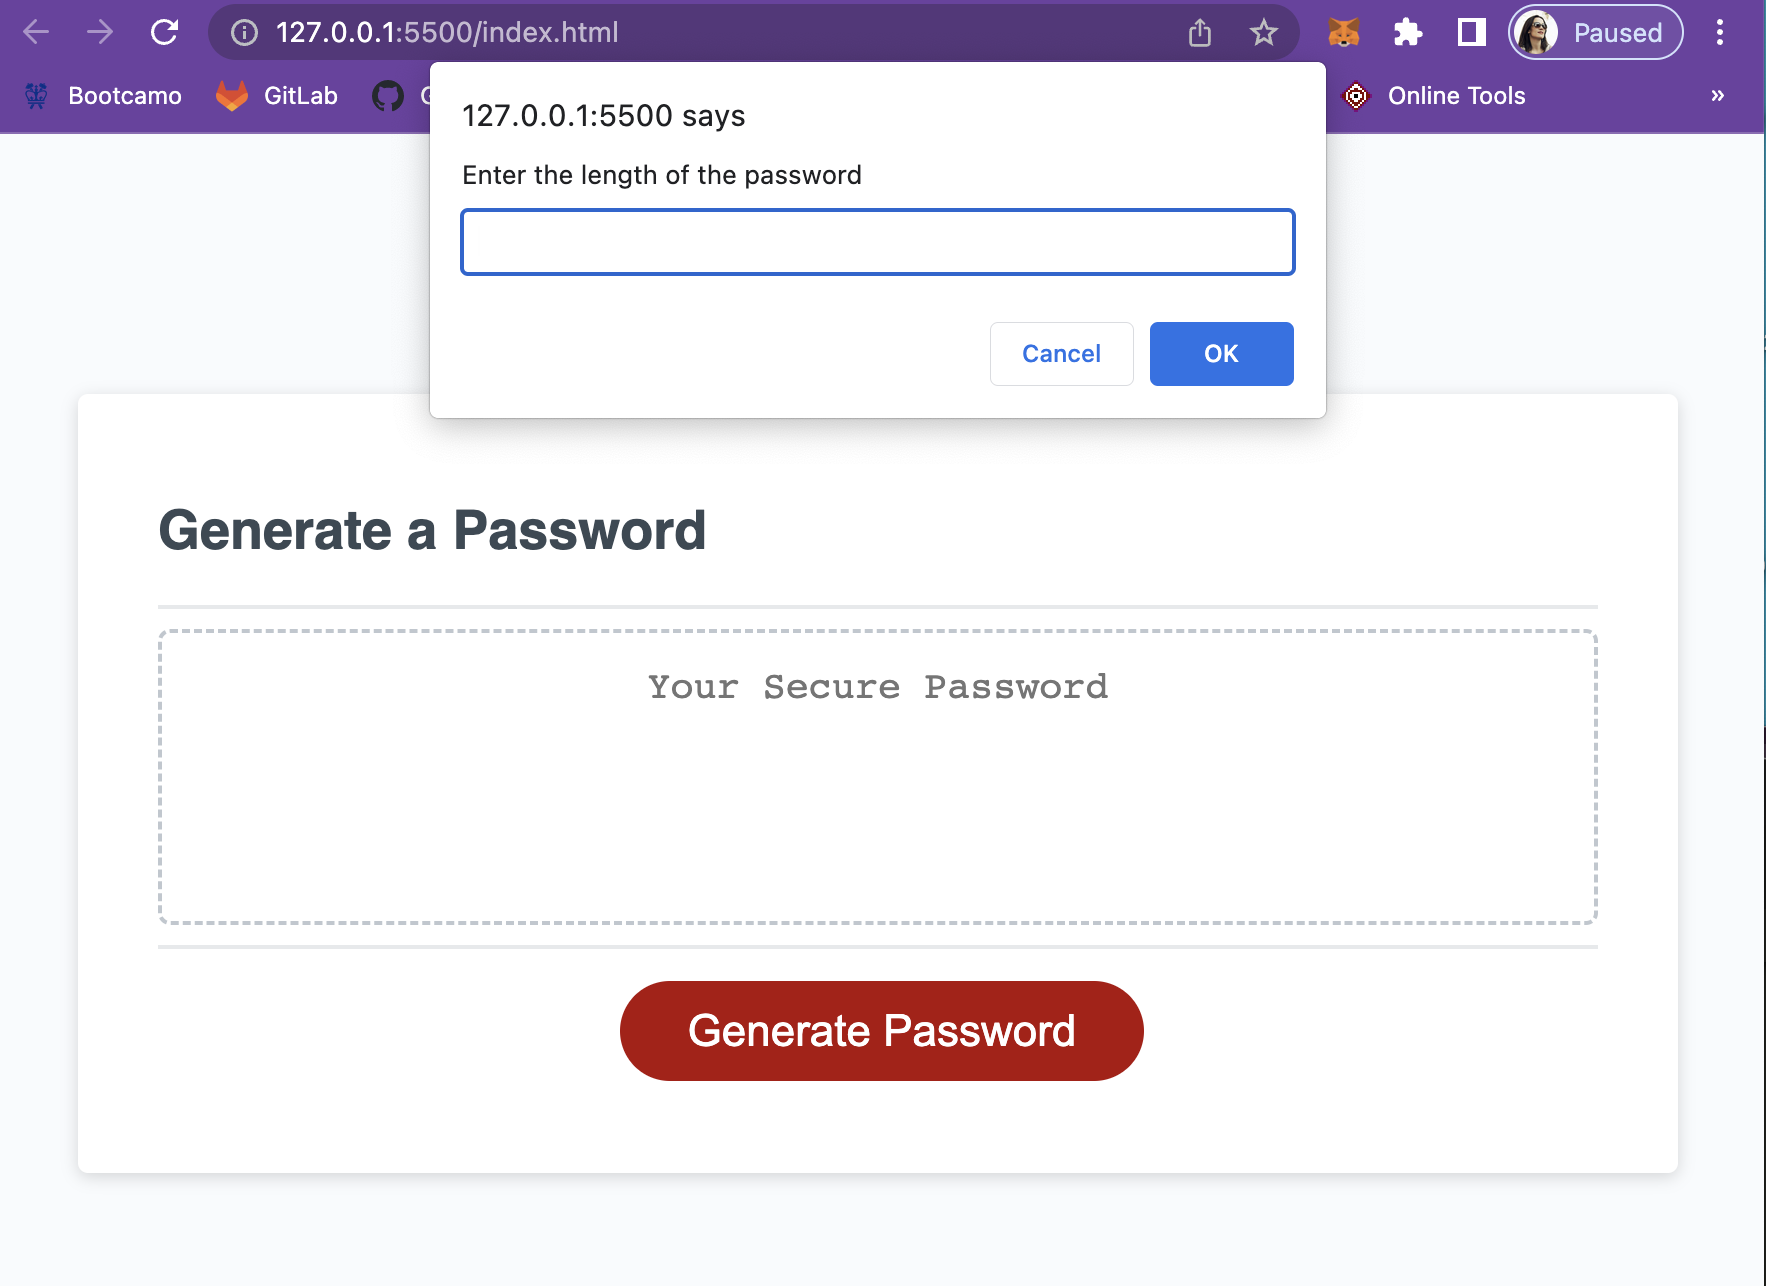 127.0.0.1:5500/index.html
Paused
Bootcamo
GitLab
Online Tools
»
127.0.0.1:5500 says
Enter the length of the password
Cancel
OK
Generate a Password
Your Secure Password
Generate Password